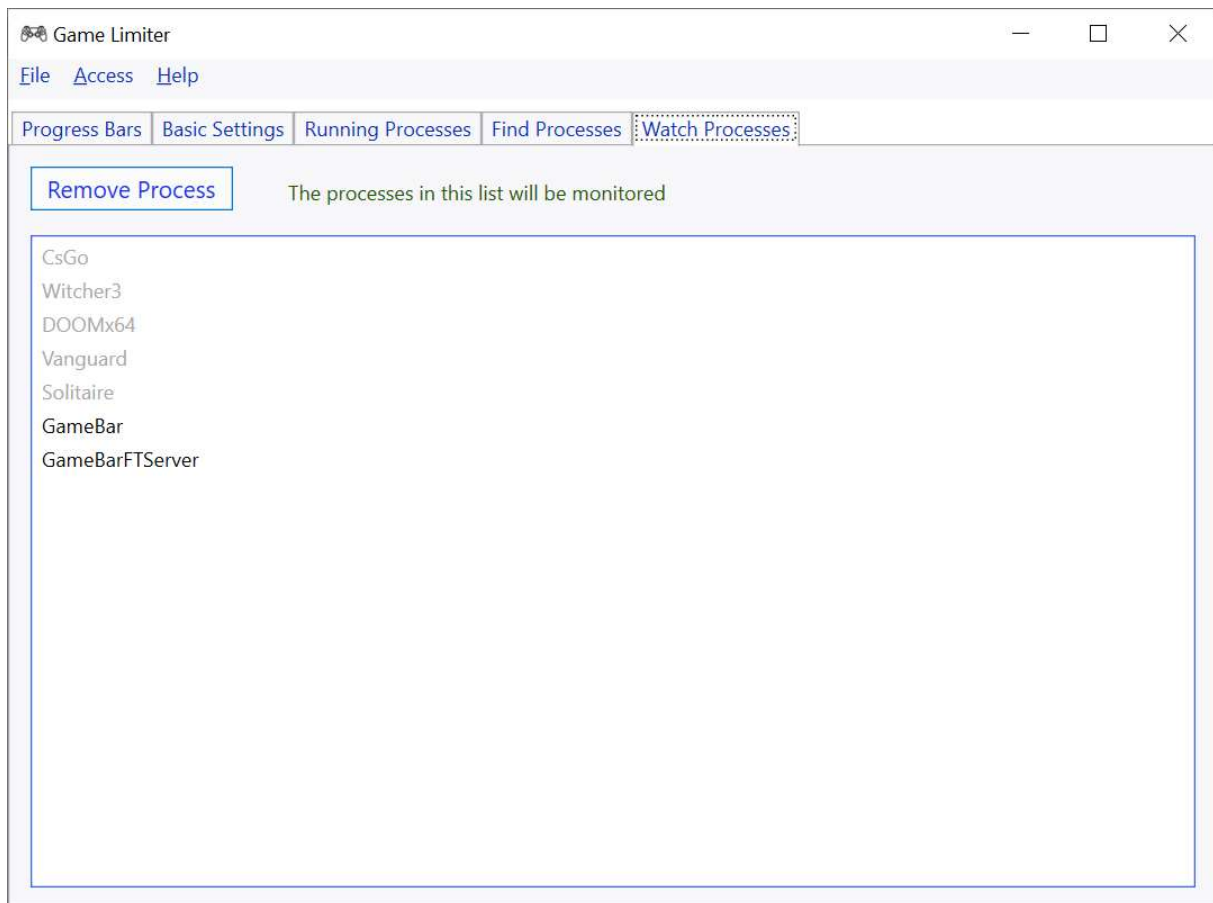 Game Limiter
File Access Help
Progress Bars Basic Settings Running Processes Find Processes Watch Processes
Remove Process The processes in this list will be monitored
CsGo
Witcher3
DOOMx64
Vanguard
Solitaire
GameBar
GameBarFTServer